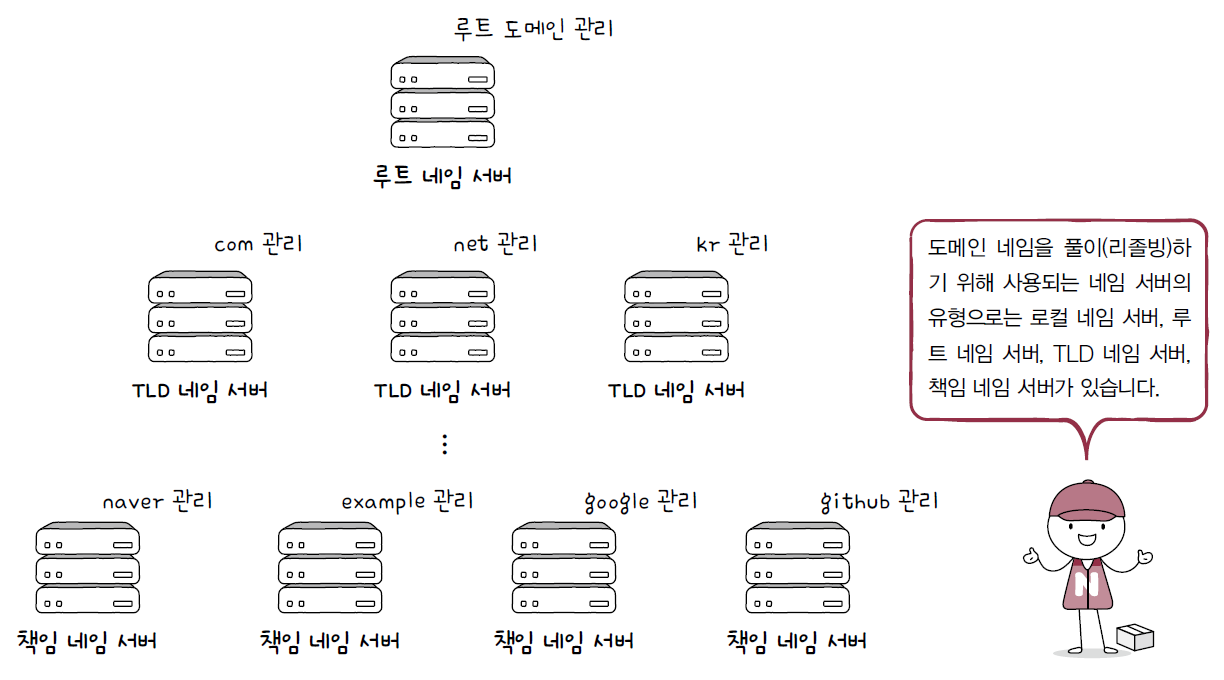 루트 도메인 관리
루트 네임 서버
com 관리
net 관리
kr 관리
TLD 네임 서버
TLD 네임 서버
TLD 네임 서버
도메인 네임을 풀이(리졸빙)하
기 위해 사용되는 네임 서버의
유형으로는 로컬 네임 서버, 루
트 네임 서버, TLD 네임 서버,
책임 네임 서버가 있습니다.
naver 관리
example 관리
google 관리
github 관리
책임 네임 서버
책임 네임 서버
책임 네임 서버
책임 네임 서버
N